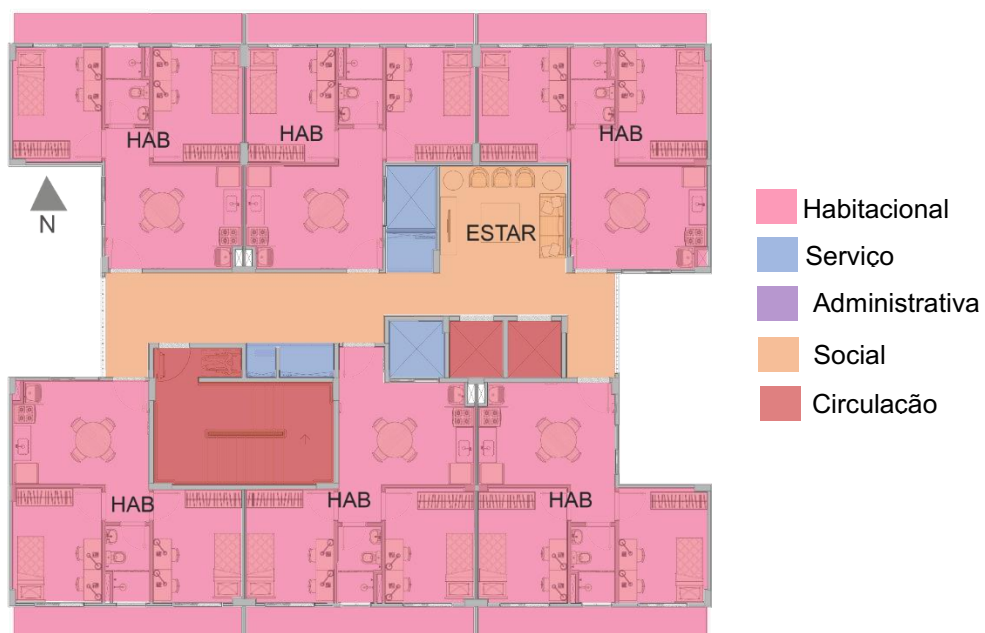 HAB
HAB
HAB
N
ESTAR
HAB
HAB
HAB
Habitacional
Serviço
Administrativa
Social
Circulacão